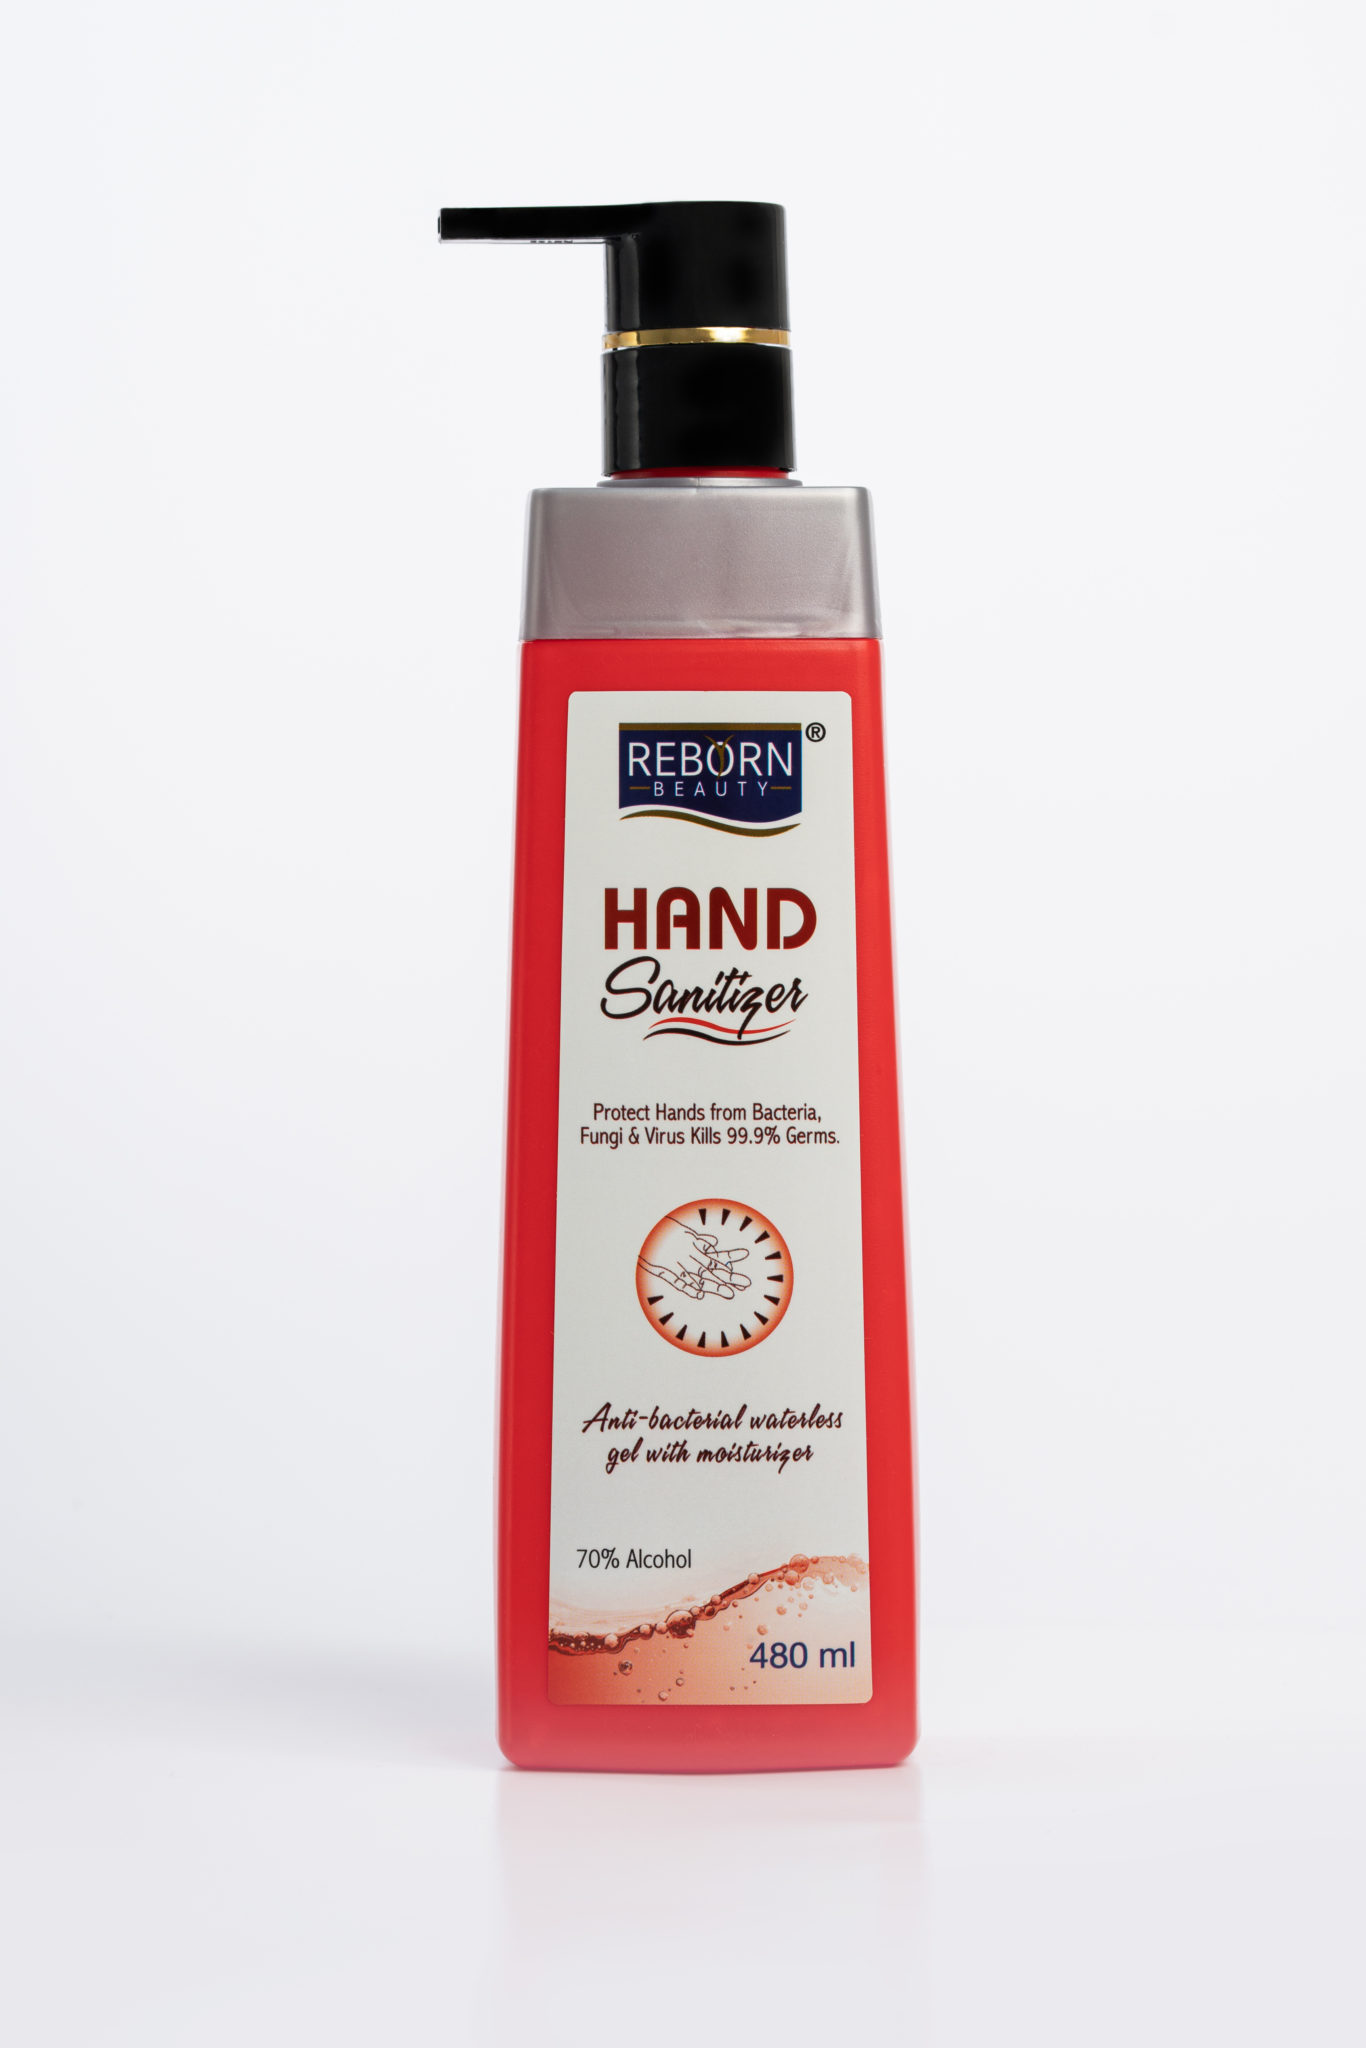 REBORN ®
BEAUTY
HAND
Sanitizer
Protect Hands from Bacteria,
Fungi & Virus Kills 99.9% Germs.
Anti-bacterial waterless
gel with moisturizer
70% Alcohol
480 ml